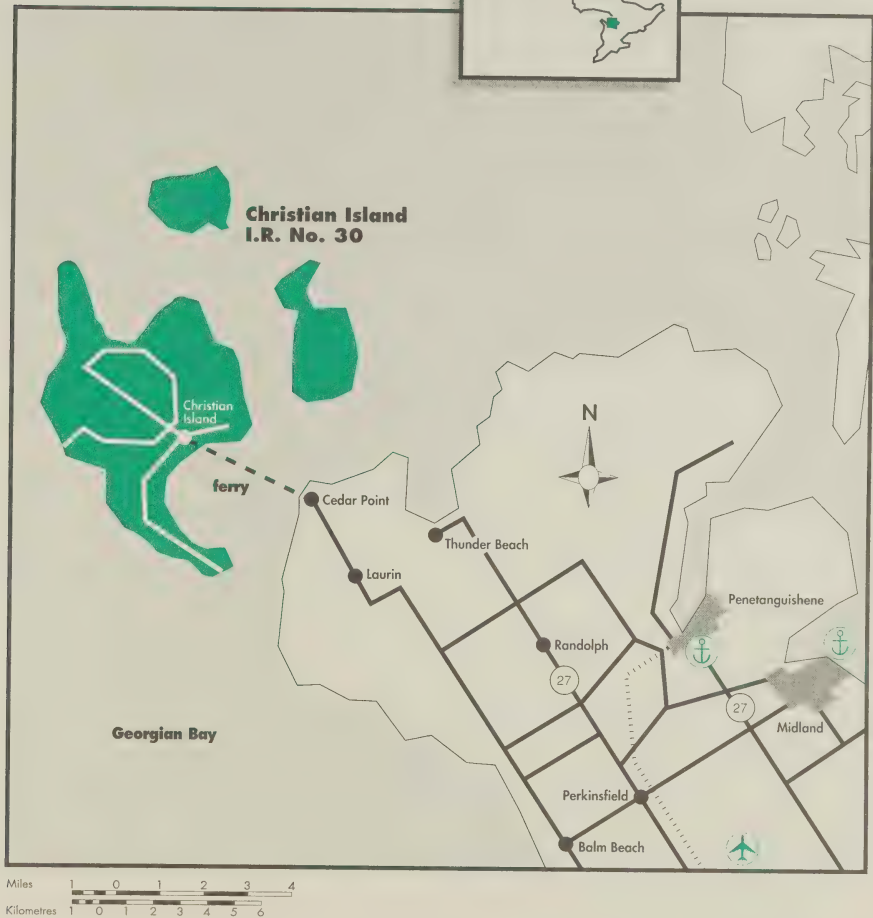 Christian Island
I.R. No. 30
Christian
Island
N
ferry
Cedar Point
Thunder Beach
Laurin
Penetanguishene
Randolph
27
27
Georgian Bay
Midland
Perkinsfield
Balm Beach
Miles 1 0 1 2 3 4
Kilometres 1 0 1 2 3 4 5 6